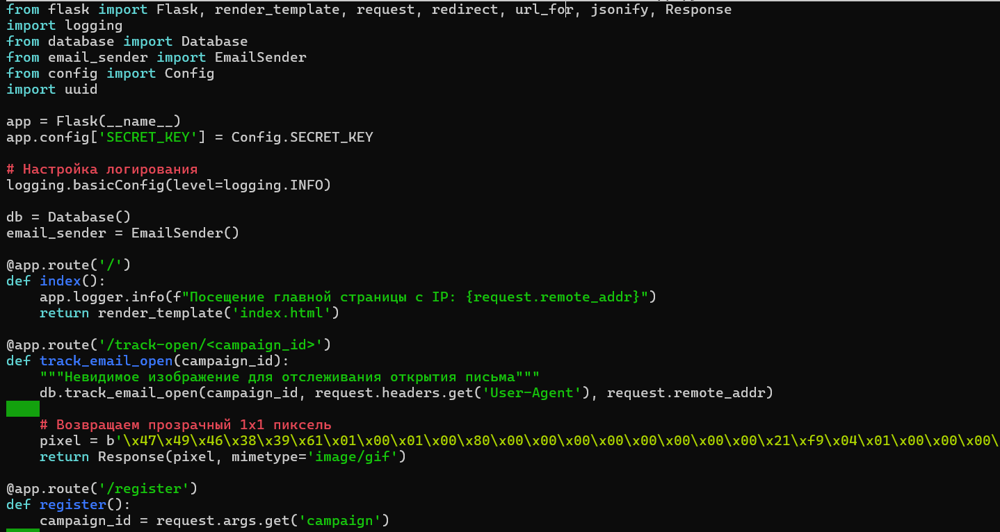 from flask import Flask, render_template, request, redirect, url_for, jsonify, Response
import logging
from database import Database
from email_sender import EmailSender
from config import Config
import uuid

app = Flask(__name__)
app.config['SECRET_KEY'] = Config.SECRET_KEY

# Настройка логирования
logging.basicConfig(level=logging.INFO)

db = Database()
email_sender = EmailSender()

@app.route('/')
def index():
    app.logger.info(f"Посещение главной страницы с IP: {request.remote_addr}")
    return render_template('index.html')

@app.route('/track-open/<campaign_id>')
def track_email_open(campaign_id):
    """Невидимое изображение для отслеживания открытия письма"""
    db.track_email_open(campaign_id, request.headers.get('User-Agent'), request.remote_addr)

    # Возвращаем прозрачный 1x1 пиксель
    pixel = b'\x47\x49\x46\x38\x39\x61\x01\x00\x01\x00\x80\x00\x00\x00\x00\x00\x00\x00\x00\x21\xf9\x04\x01\x00\x00\x00\
    return Response(pixel, mimetype='image/gif')

@app.route('/register')
def register():
    campaign_id = request.args.get('campaign')